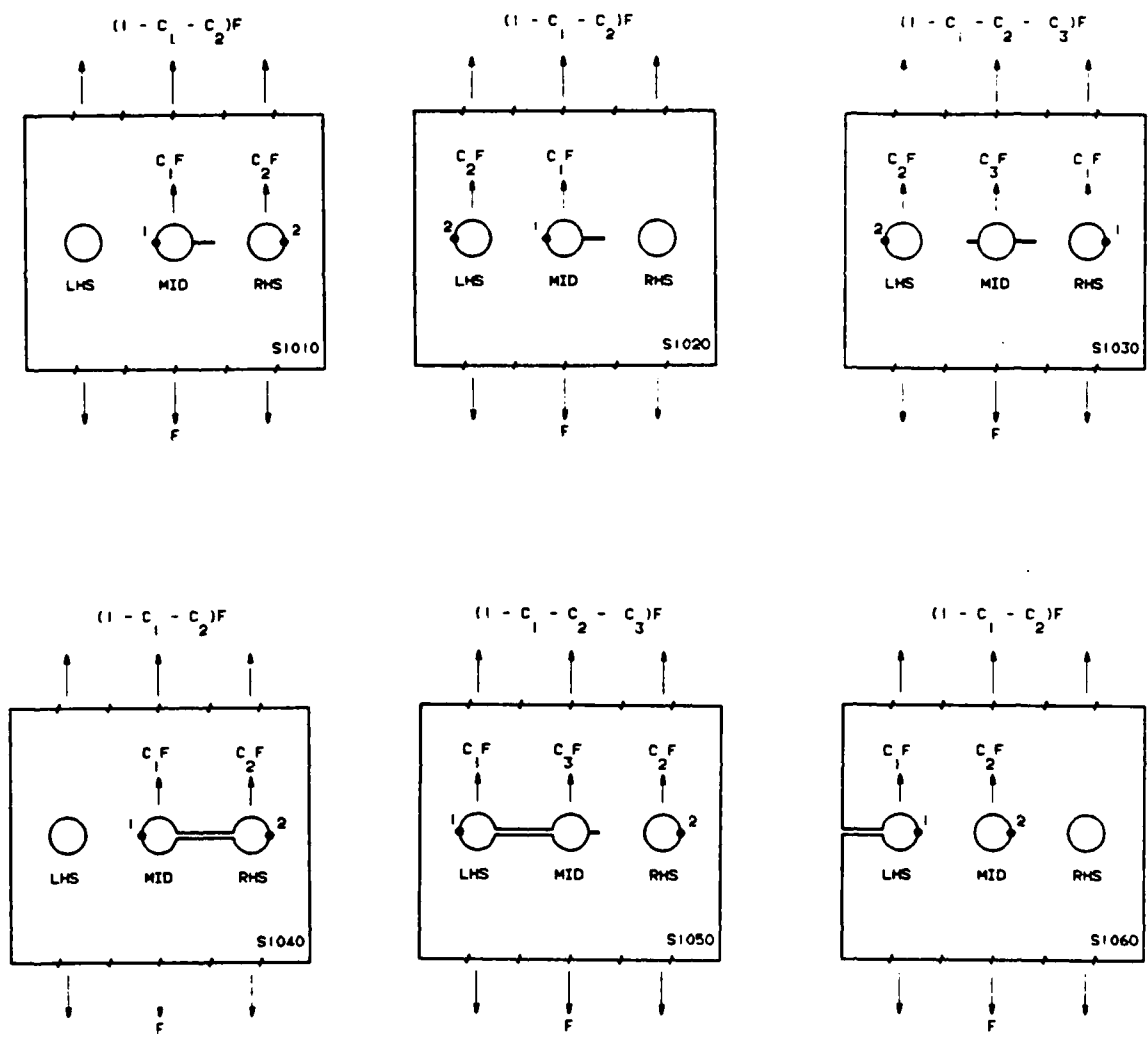 (1 - C1 - C2)F
(1 - C1 - C2)F
(1 - C1 - C2 - C3)F
C1F C2F
1 2
LHS MID RHS
S1010
F
C2F C1F
2 1
LHS MID RHS
S1020
F
C2F C3F C1F
2 1
LHS MID RHS
S1030
F
(1 - C1 - C2)F
(1 - C1 - C2 - C3)F
(1 - C1 - C2)F
C1F C2F
1 2
LHS MID RHS
S1040
F
C1F C3F C2F
1 2
LHS MID RHS
S1050
F
C1F C2F
1 2
LHS MID RHS
S1060
F